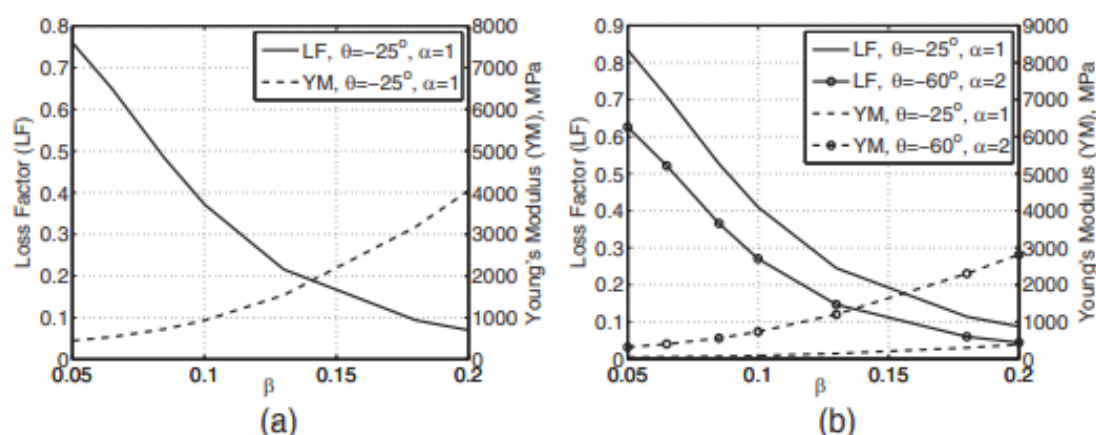 0.8
0.7
0.6
0.5
0.4
0.3
0.2
0.1
0
Loss Factor (LF)
LF, θ=−25°, α=1
YM, θ=−25°, α=1
8000
7000
6000
5000
4000
3000
2000
1000
0
Young's Modulus (YM), MPa
0.05 0.1 0.15 0.2
β
(a)
0.9
0.8
0.7
0.6
0.5
0.4
0.3
0.2
0.1
0
Loss Factor (LF)
LF, θ=−25°, α=1
LF, θ=−60°, α=2
YM, θ=−25°, α=1
YM, θ=−60°, α=2
9000
8000
7000
6000
5000
4000
3000
2000
1000
0
Young's Modulus (YM), MPa
0.05 0.1 0.15 0.2
β
(b)